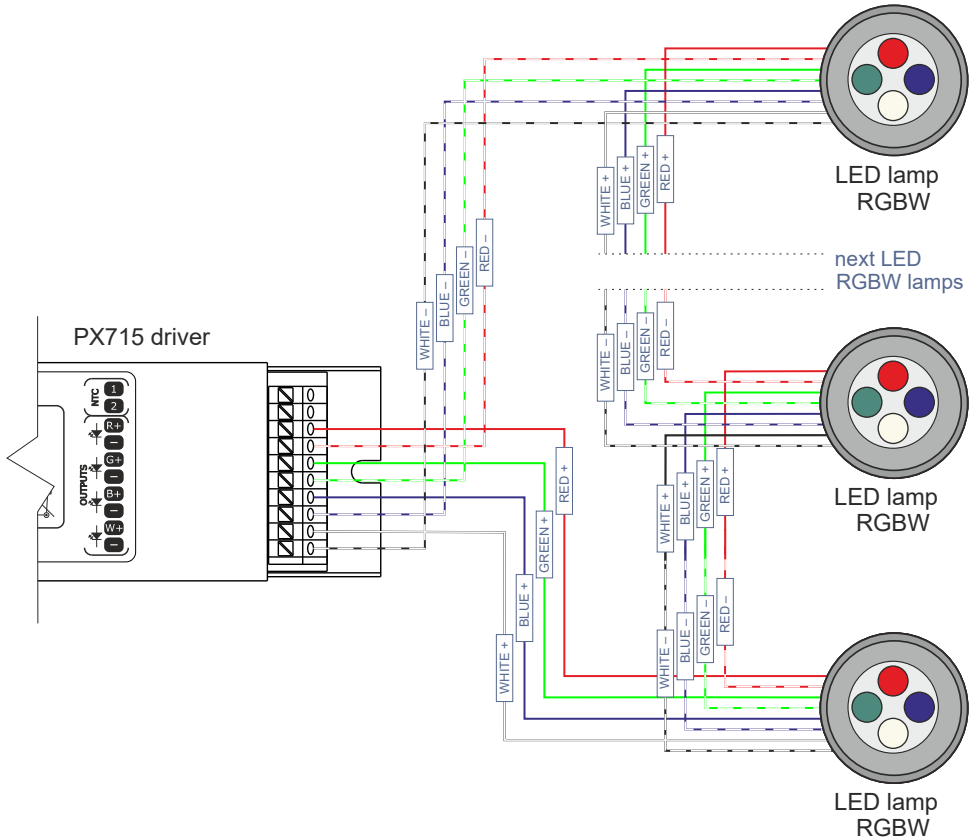 LED lamp
RGBW
WHITE +
BLUE +
GREEN +
RED +
WHITE –
BLUE –
GREEN –
RED –
next LED
RGBW lamps
WHITE –
BLUE –
GREEN –
RED –
PX715 driver
NTC
1
2
OUTPUTS
R+
–
G+
–
B+
–
W+
–
LED lamp
RGBW
RED +
GREEN +
BLUE +
WHITE +
WHITE +
BLUE +
GREEN +
RED +
WHITE –
BLUE –
GREEN –
RED –
LED lamp
RGBW